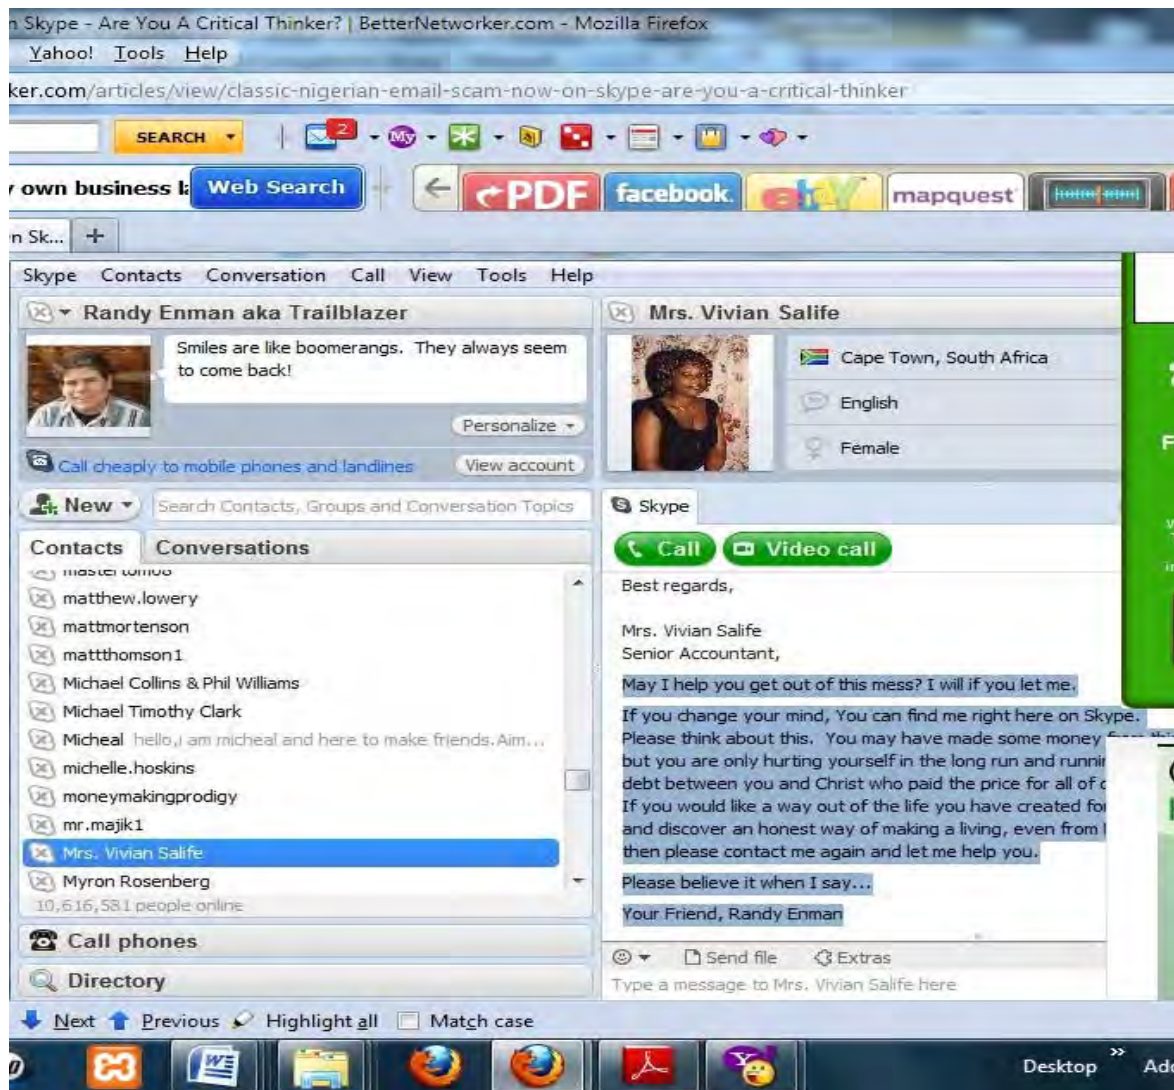 n Skype - Are You A Critical Thinker? | BetterNetworker.com - Mozilla Firefox
Yahoo! Tools Help
ker.com/articles/view/classic-nigerian-email-scam-now-on-skype-are-you-a-critical-thinker
SEARCH 2 My
own business la Web Search PDF facebook. ebY mapquest
n Sk... +
Skype Contacts Conversation Call View Tools Help
Randy Enman aka Trailblazer
Smiles are like boomerangs. They always seem
to come back!
Personalize
Call cheaply to mobile phones and landlines View account
New Search Contacts, Groups and Conversation Topics
Contacts Conversations
mastertom08
matthew.lowery
mattmortenson
mattthomson1
Michael Collins & Phil Williams
Michael Timothy Clark
Micheal hello,i am micheal and here to make friends.Aim...
michelle.hoskins
moneymakingprodigy
mr.majik1
Mrs. Vivian Salife
Myron Rosenberg
10,616,581 people online
Call phones
Directory
Mrs. Vivian Salife
Cape Town, South Africa
English
Female
Skype
Call Video call
Best regards,
Mrs. Vivian Salife
Senior Accountant,
May I help you get out of this mess? I will if you let me.
If you change your mind, You can find me right here on Skype.
Please think about this. You may have made some money from this
but you are only hurting yourself in the long run and runnin
debt between you and Christ who paid the price for all of o
If you would like a way out of the life you have created for
and discover an honest way of making a living, even from
then please contact me again and let me help you.
Please believe it when I say...
Your Friend, Randy Enman
Send file Extras
Type a message to Mrs. Vivian Salife here
F
Next Previous Highlight all Match case
Desktop » Ad